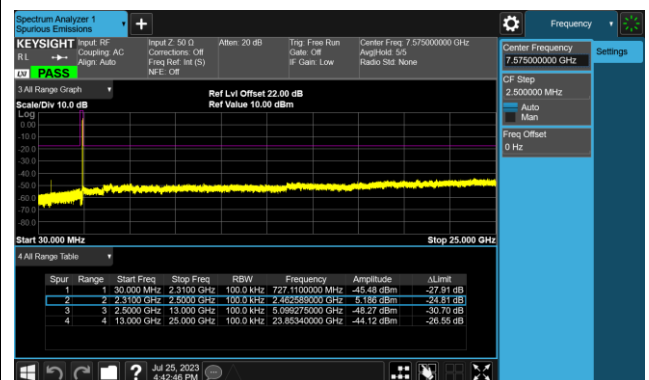 Spectrum Analyzer 1
Spurious Emissions
Frequency
KEYSIGHT
R L
PASS
Input: RF
Coupling: AC
Align: Auto
Input Z: 50 Ω
Corrections: Off
Freq Ref: Int (S)
NFE: Off
Atten: 20 dB
Trig: Free Run
Gate: Off
IF Gain: Low
Center Freq: 7.575000000 GHz
Avg|Hold: 5/5
Radio Std: None
Center Frequency
7.575000000 GHz
Settings
CF Step
2.500000 MHz
Auto
Man
Freq Offset
0 Hz
3 All Range Graph
Scale/Div 10.0 dB
Ref Lvl Offset 22.00 dB
Ref Value 10.00 dBm
Log
0.00
-10.0
-20.0
-30.0
-40.0
-50.0
-60.0
-70.0
-80.0
Start 30.000 MHz
Stop 25.000 GHz
4 All Range Table
Spur Range Start Freq Stop Freq RBW Frequency Amplitude ΔLimit
1 1 30.000 MHz 2.3100 GHz 100.0 kHz 727.1100000 MHz -45.48 dBm -27.91 dB
2 2 2.3100 GHz 2.5000 GHz 100.0 kHz 2.462589000 GHz 5.186 dBm -24.81 dB
3 3 2.5000 GHz 13.000 GHz 100.0 kHz 5.099275000 GHz -48.27 dBm -30.70 dB
4 4 13.000 GHz 25.000 GHz 100.0 kHz 23.85340000 GHz -44.12 dBm -26.55 dB
Jul 25, 2023
4:42:46 PM